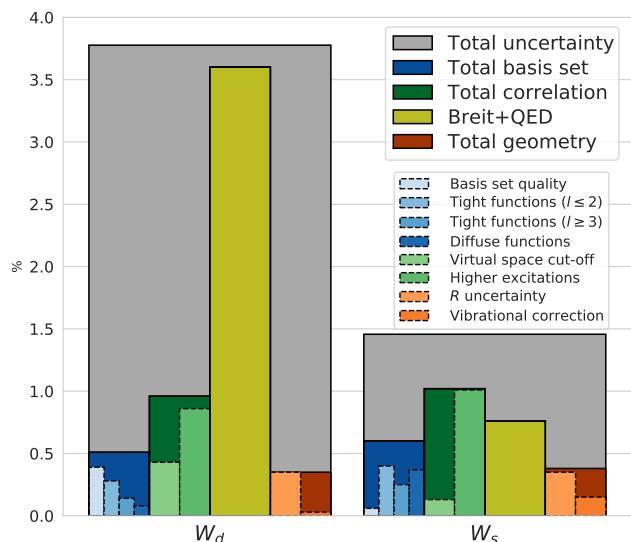 4.0
3.5
3.0
2.5
2.0
1.5
1.0
0.5
0.0
%
Total uncertainty
Total basis set
Total correlation
Breit+QED
Total geometry
Basis set quality
Tight functions (l ≤ 2)
Tight functions (l ≥ 3)
Diffuse functions
Virtual space cut-off
Higher excitations
R uncertainty
Vibrational correction
W_d
W_s